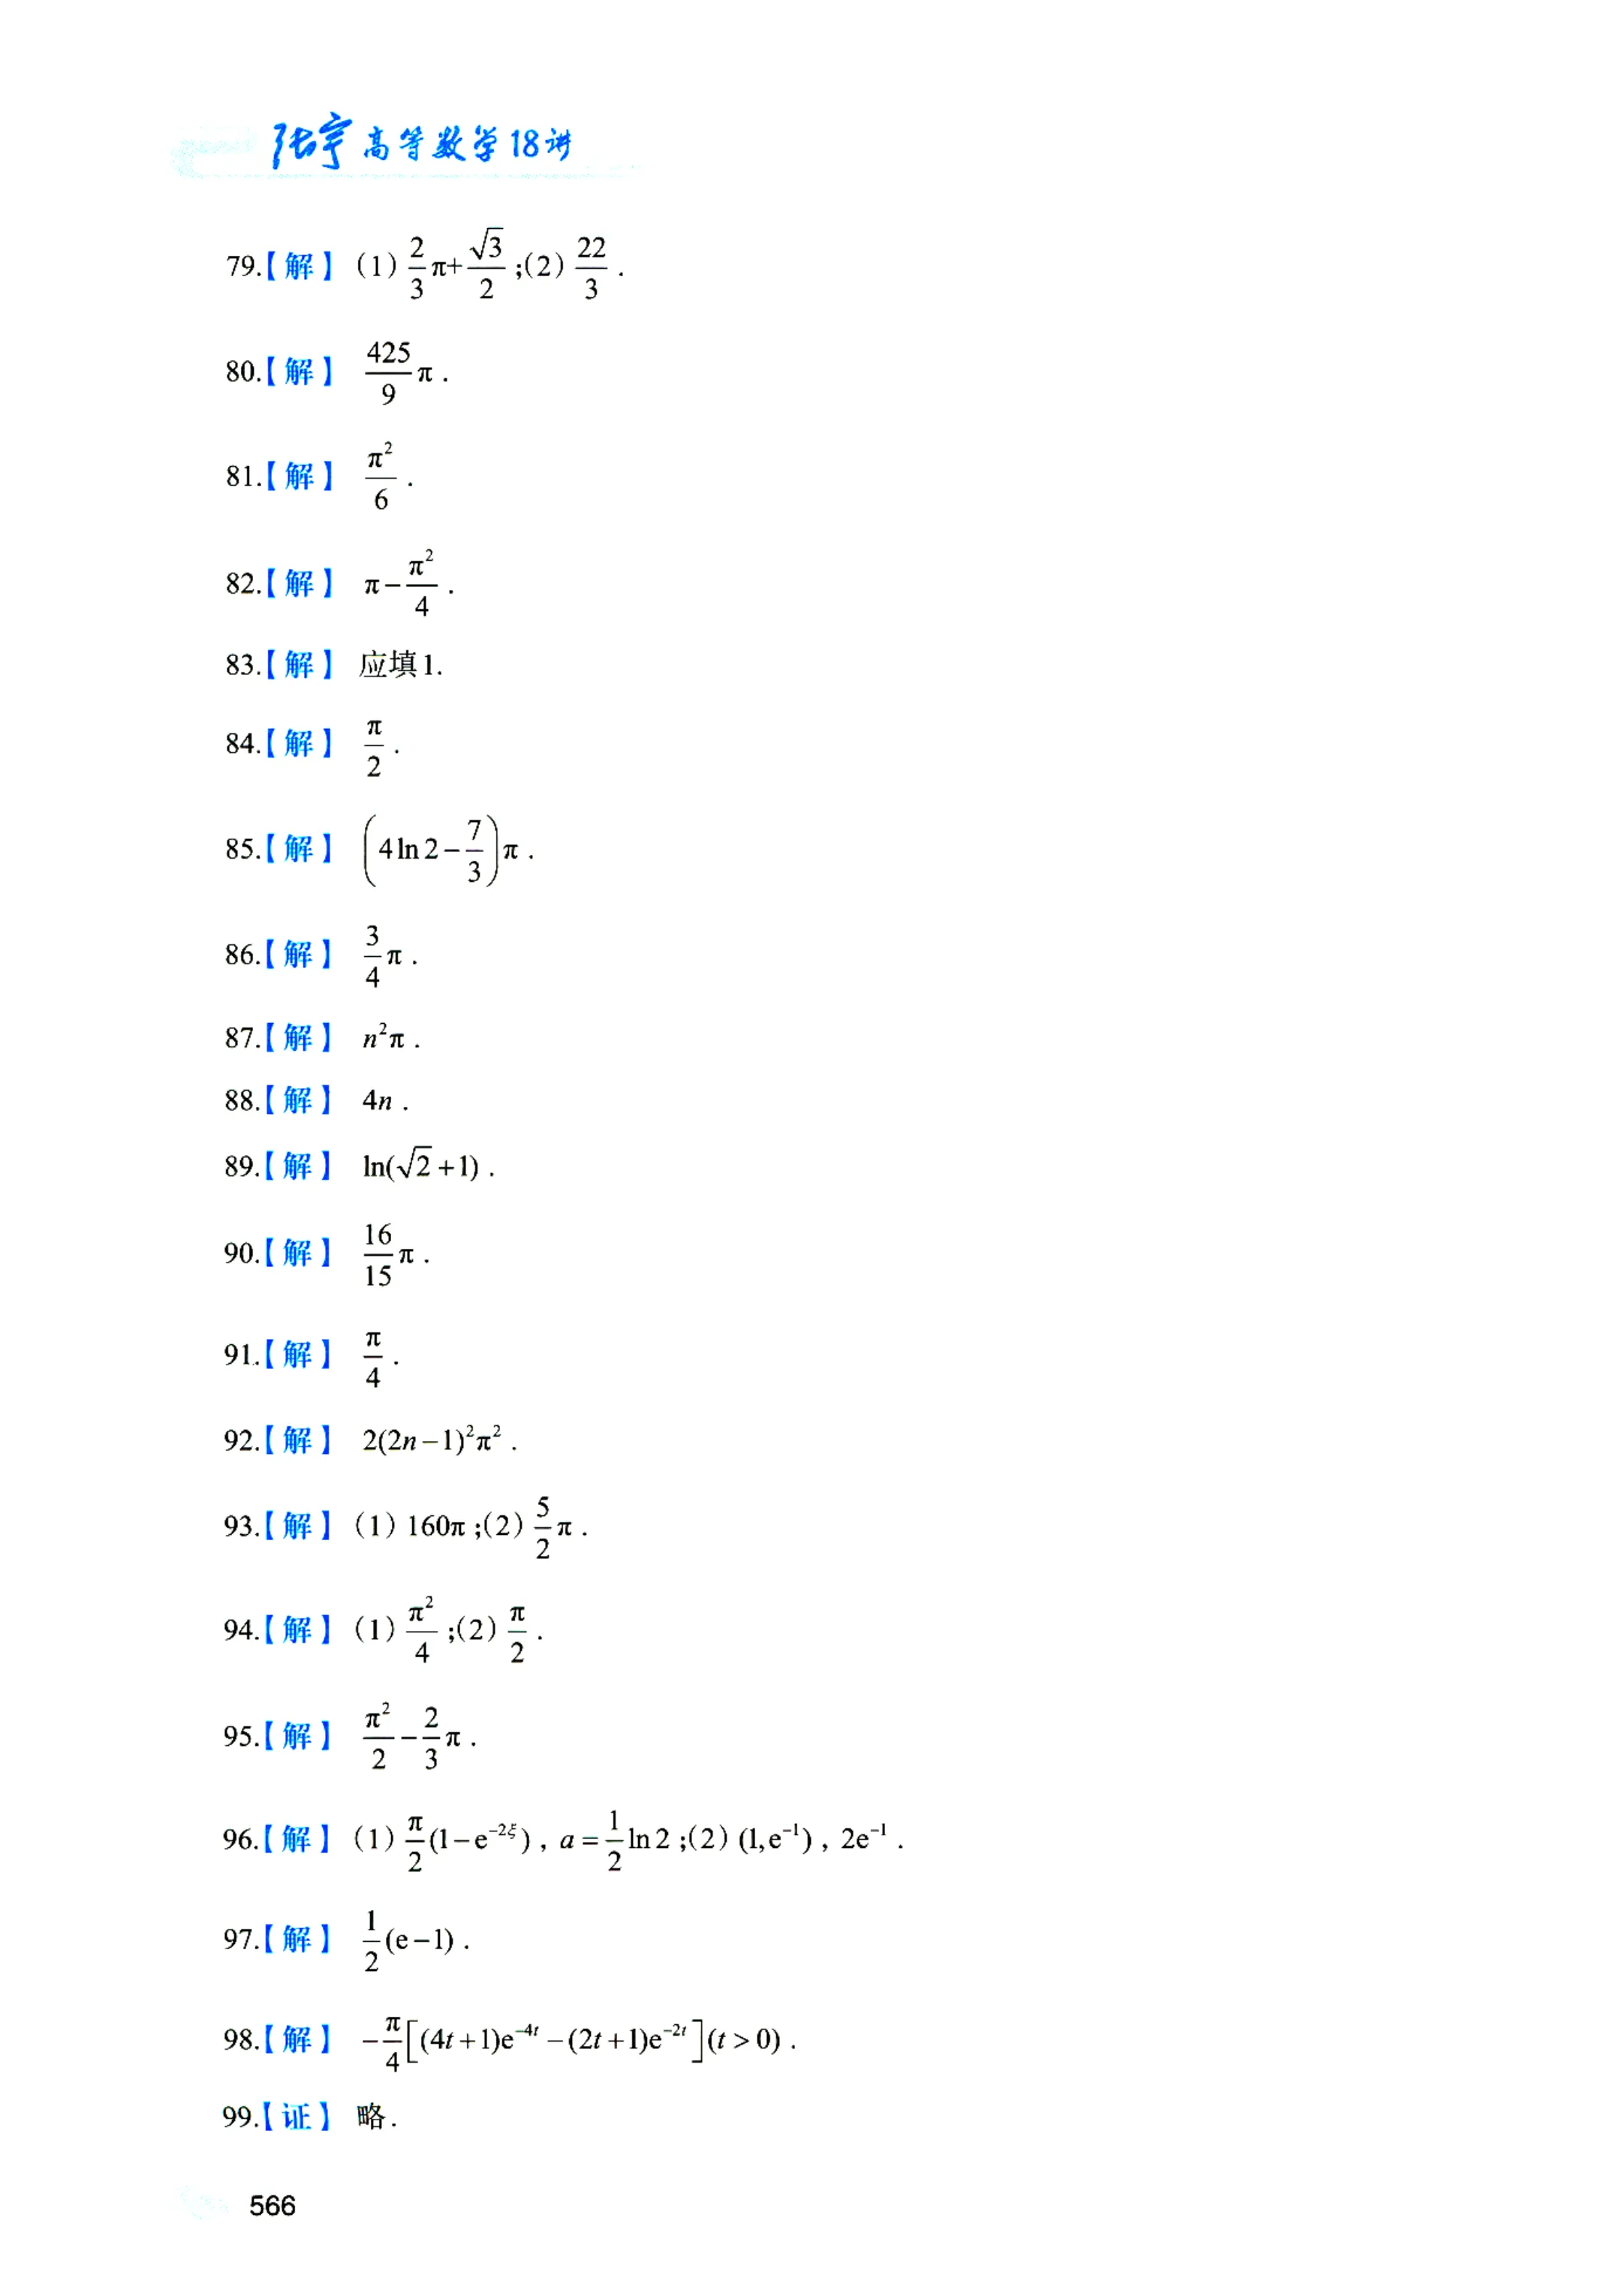 张宇高等数学18讲
79.【解】(1) $\frac{2}{3}\pi+\frac{\sqrt{3}}{2}$;(2) $\frac{22}{3}$.
80.【解】 $\frac{425}{9}\pi$.
81.【解】 $\frac{\pi^2}{6}$.
82.【解】 $\pi-\frac{\pi^2}{4}$.
83.【解】 应填1.
84.【解】 $\frac{\pi}{2}$.
85.【解】 $\left(4\ln 2-\frac{7}{3}\right)\pi$.
86.【解】 $\frac{3}{4}\pi$.
87.【解】 $n^2\pi$.
88.【解】 $4n$.
89.【解】 $\ln(\sqrt{2}+1)$.
90.【解】 $\frac{16}{15}\pi$.
91.【解】 $\frac{\pi}{4}$.
92.【解】 $2(2n-1)^2\pi^2$.
93.【解】(1) $160\pi$;(2) $\frac{5}{2}\pi$.
94.【解】(1) $\frac{\pi^2}{4}$;(2) $\frac{\pi}{2}$.
95.【解】 $\frac{\pi^2}{2}-\frac{2}{3}\pi$.
96.【解】(1) $\frac{\pi}{2}(1-e^{-2\xi})$, $a=\frac{1}{2}\ln 2$;(2) $(1,e^{-1})$, $2e^{-1}$.
97.【解】 $\frac{1}{2}(e-1)$.
98.【解】 $-\frac{\pi}{4}\left[(4t+1)e^{-4t}-(2t+1)e^{-2t}\right](t>0)$.
99.【证】 略.
566